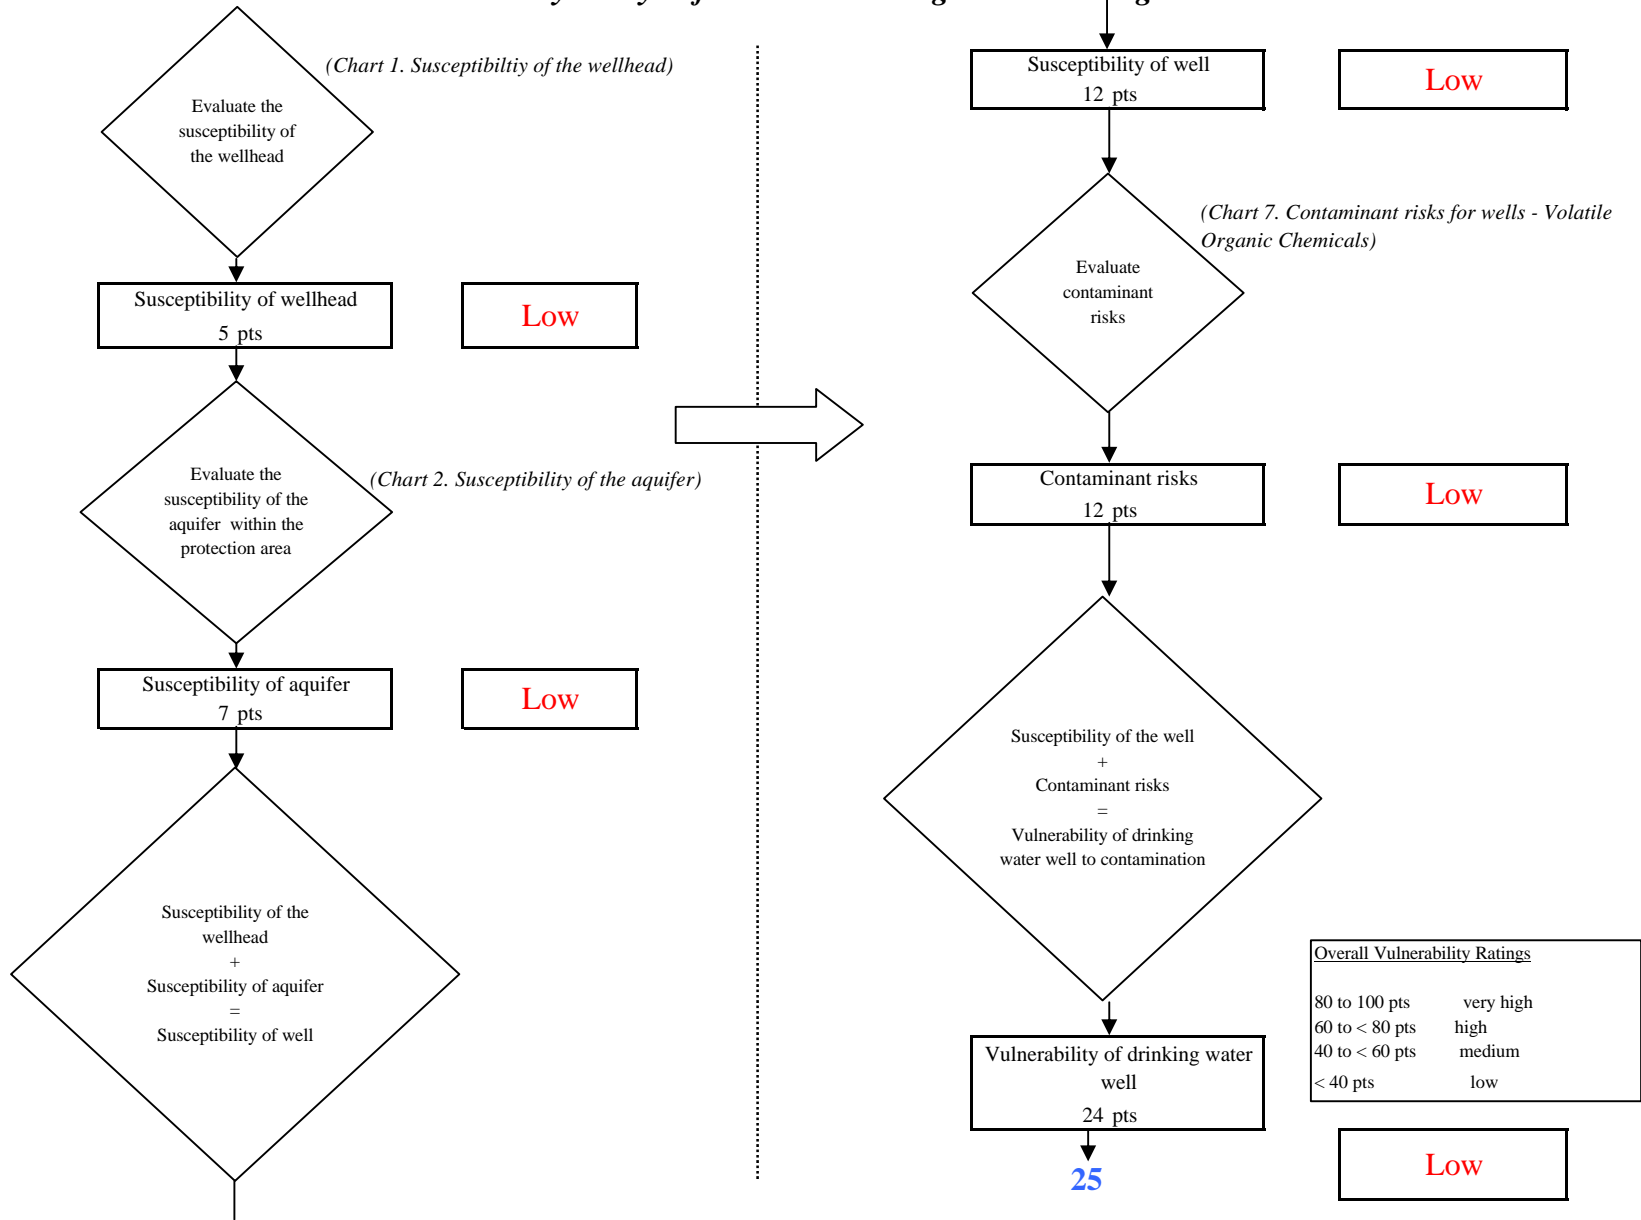 (Chart 1. Susceptibiltiy of the wellhead)
Evaluate the
susceptibility of
the wellhead
Susceptibility of wellhead
5 pts
Low
Evaluate the
susceptibility of the
aquifer within the
protection area
(Chart 2. Susceptibility of the aquifer)
Susceptibility of aquifer
7 pts
Low
Susceptibility of the
wellhead
+
Susceptibility of aquifer
=
Susceptibility of well
Susceptibility of well
12 pts
Low
(Chart 7. Contaminant risks for wells - Volatile
Organic Chemicals)
Evaluate
contaminant
risks
Contaminant risks
12 pts
Low
Susceptibility of the well
+
Contaminant risks
=
Vulnerability of drinking
water well to contamination
Overall Vulnerability Ratings
80 to 100 pts very high
60 to < 80 pts high
40 to < 60 pts medium
< 40 pts low
Vulnerability of drinking water
well
24 pts
25
Low